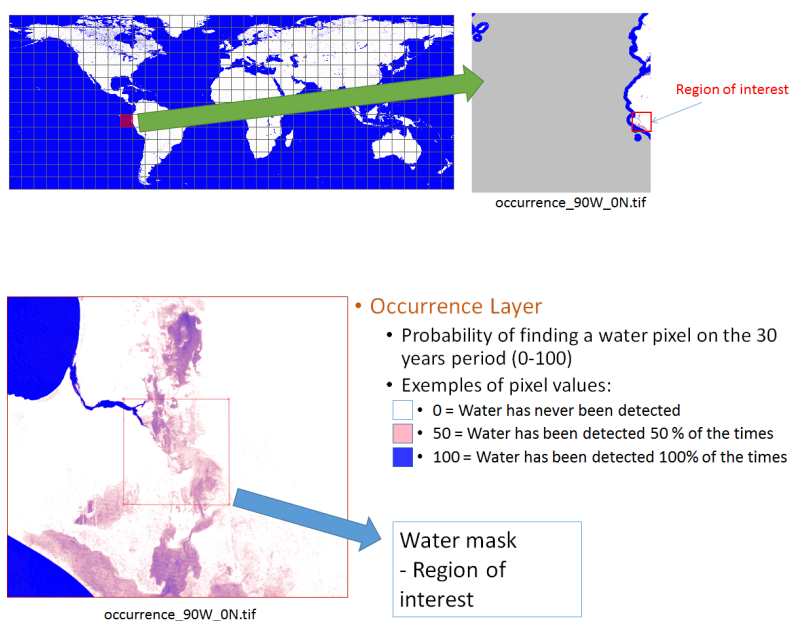 Region of interest
occurrence_90W_0N.tif
• Occurrence Layer
• Probability of finding a water pixel on the 30
years period (0-100)
• Exemples of pixel values:
• 0 = Water has never been detected
• 50 = Water has been detected 50 % of the times
• 100 = Water has been detected 100% of the times
Water mask
- Region of
interest
occurrence_90W_0N.tif